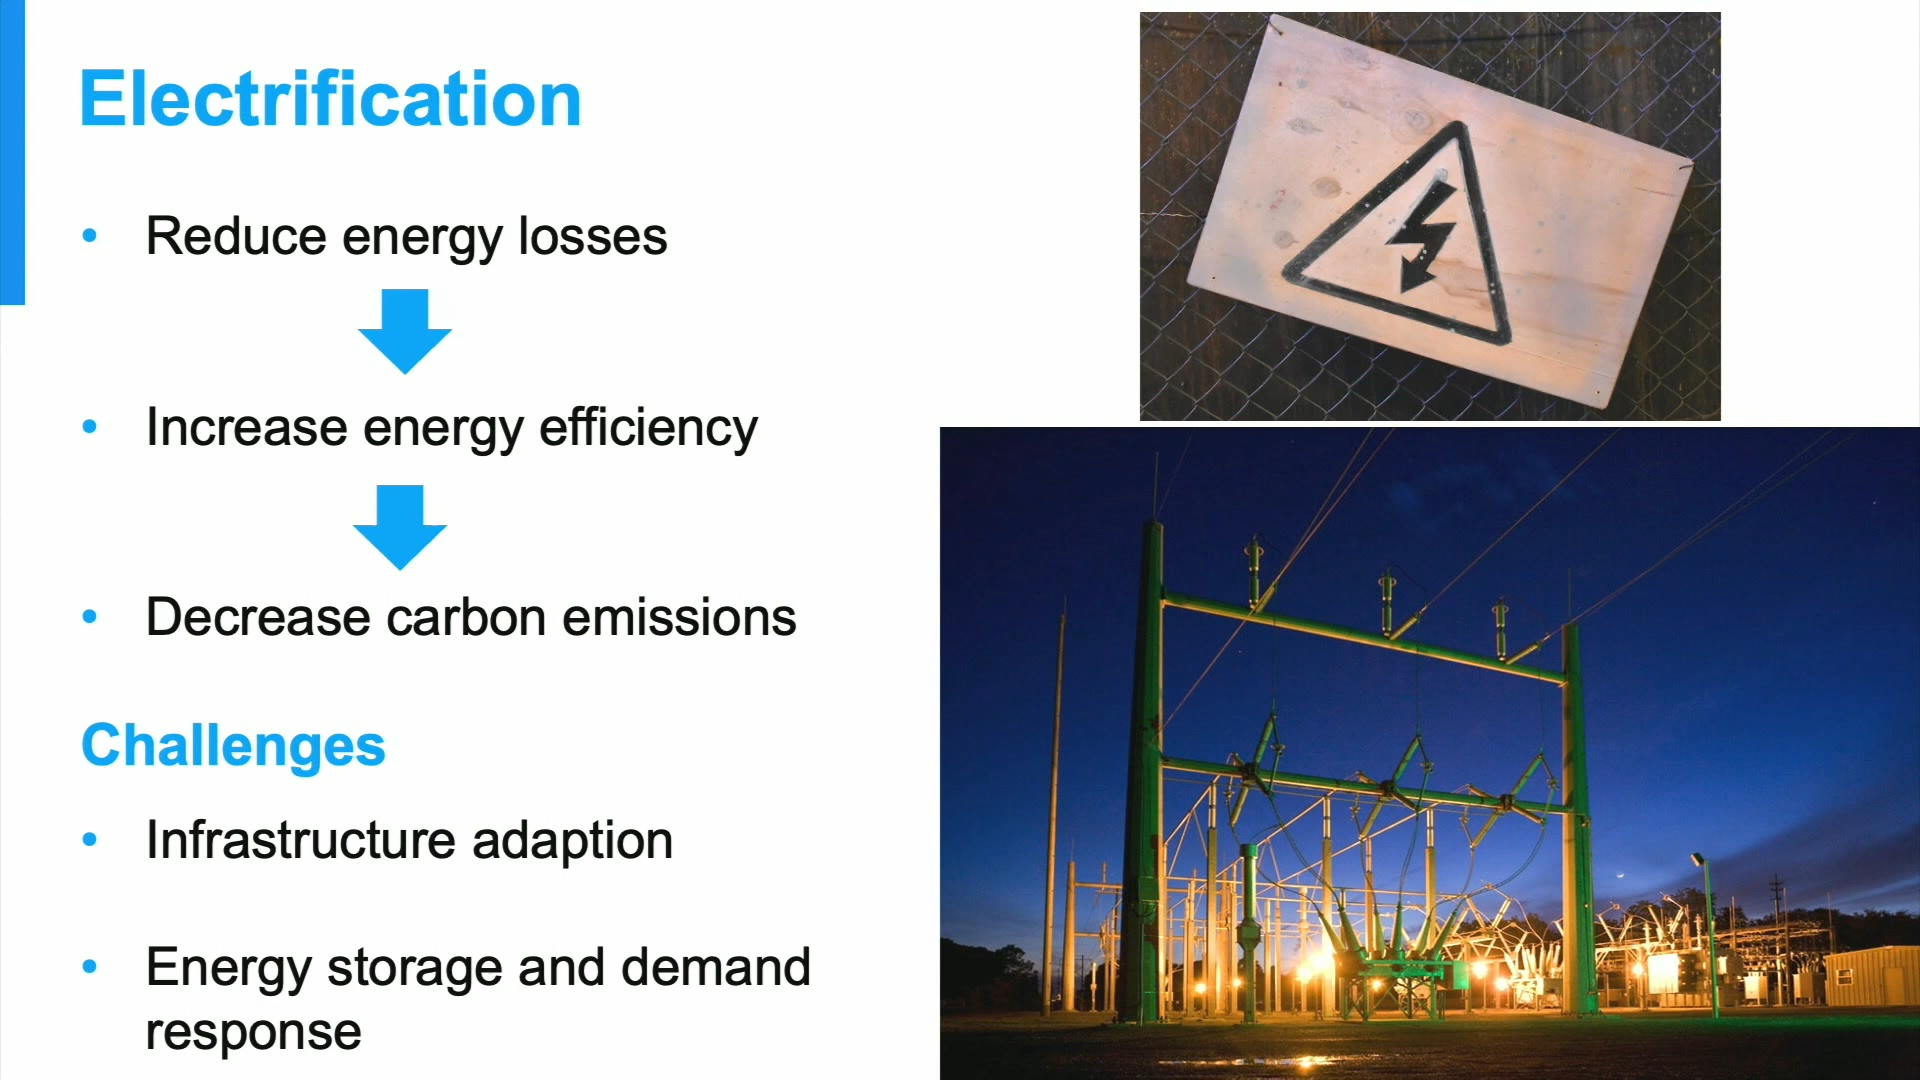 Electrification
• Reduce energy losses
• Increase energy efficiency
• Decrease carbon emissions
Challenges
• Infrastructure adaption
• Energy storage and demand
response